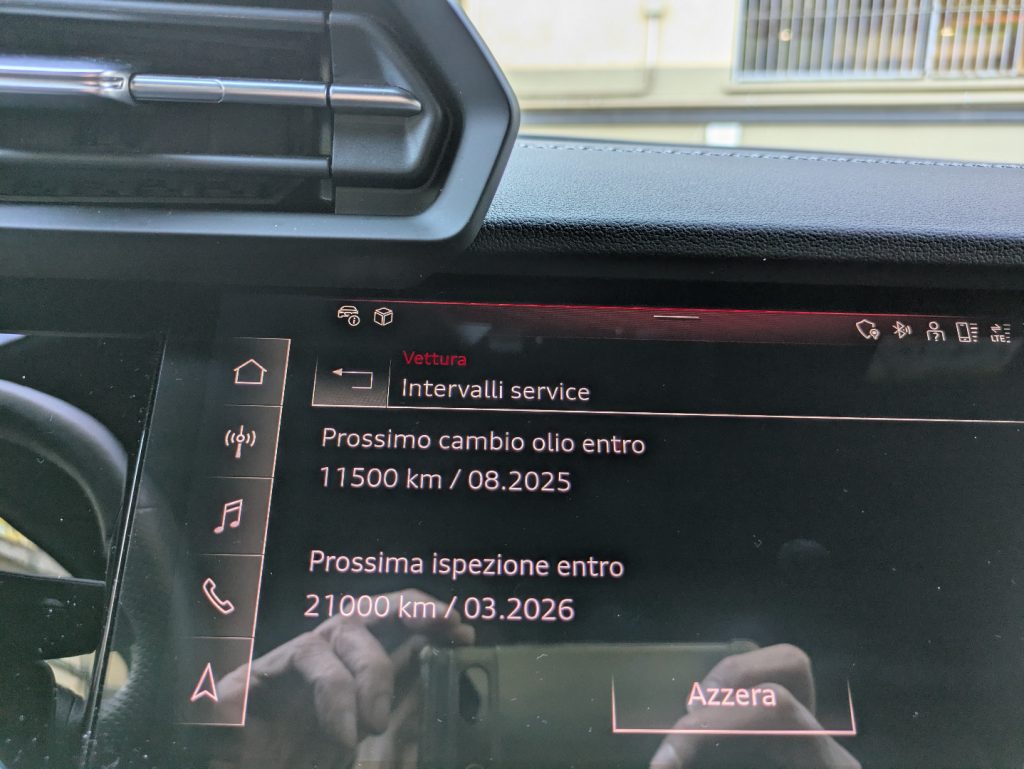 LTE
Vettura
Intervalli service
Prossimo cambio olio entro
11500 km / 08.2025
Prossima ispezione entro
21000 km / 03.2026
Azzera